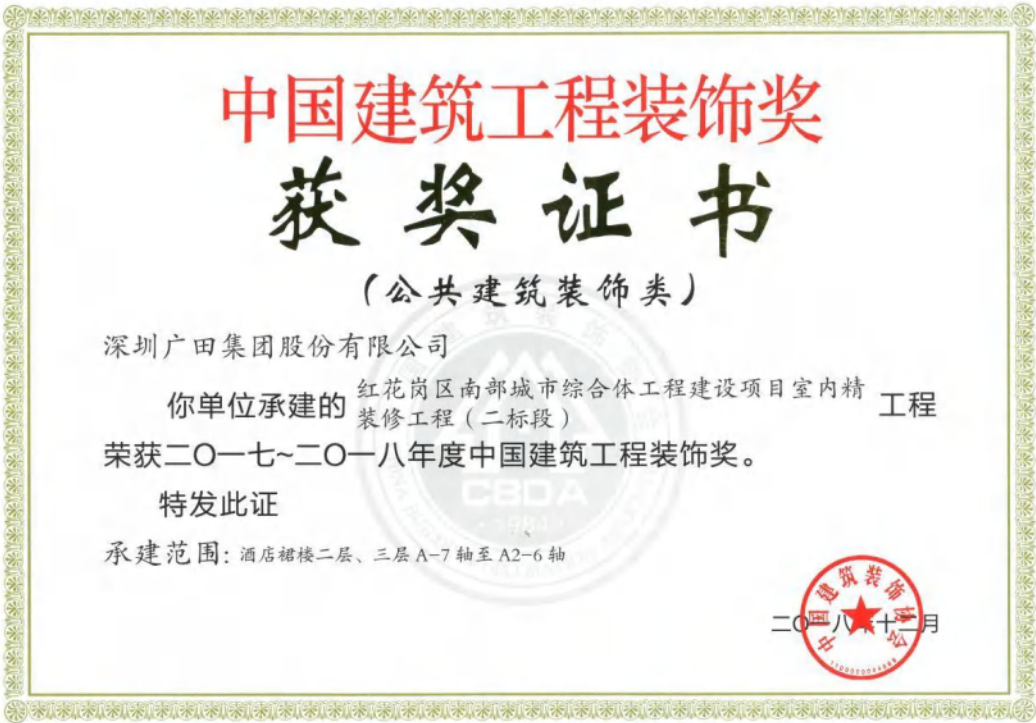 中国建筑工程装饰奖
获奖证书
（公共建筑装饰类）
深圳广田集团股份有限公司
你单位承建的 红花岗区南部城市综合体工程建设项目室内精
装修工程（二标段） 工程
荣获二〇一七~二〇一八年度中国建筑工程装饰奖。
特发此证
承建范围: 酒店裙楼二层、三层 A-7 轴至 A2-6 轴
CBDA
1984
中国建筑装饰协会
二〇一八年十二月